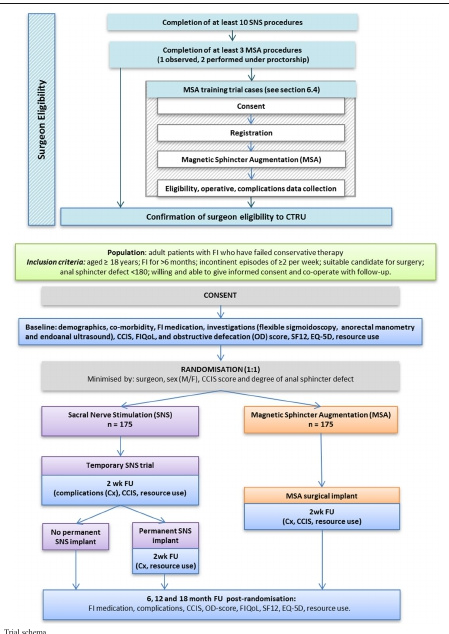 Surgeon Eligibility
Completion of at least 10 SNS procedures
Completion of at least 3 MSA procedures
(1 observed, 2 performed under proctorship)
MSA training trial cases (see section 6.4)
Consent
Registration
Magnetic Sphincter Augmentation (MSA)
Eligibility, operative, complications data collection
Confirmation of surgeon eligibility to CTRU
Population: adult patients with FI who have failed conservative therapy
Inclusion criteria: aged ≥ 18 years; FI for >6 months; incontinent episodes of ≥2 per week; suitable candidate for surgery;
anal sphincter defect <180; willing and able to give informed consent and co-operate with follow-up.
CONSENT
Baseline: demographics, co-morbidity, FI medication, investigations (flexible sigmoidoscopy, anorectal manometry
and endoanal ultrasound), CCIS, FIQoL, and obstructive defecation (OD) score, SF12, EQ-5D, resource use
RANDOMISATION (1:1)
Minimised by: surgeon, sex (M/F), CCIS score and degree of anal sphincter defect
Sacral Nerve Stimulation (SNS)
n = 175
Magnetic Sphincter Augmentation (MSA)
n = 175
Temporary SNS trial
2 wk FU
(complications (Cx), CCIS, resource use)
MSA surgical implant
2wk FU
(Cx, CCIS, resource use)
No permanent
SNS implant
Permanent SNS
implant
2wk FU
(Cx, resource use)
6, 12 and 18 month FU post-randomisation:
FI medication, complications, CCIS, OD-score, FIQoL, SF12, EQ-5D, resource use.
Trial schema